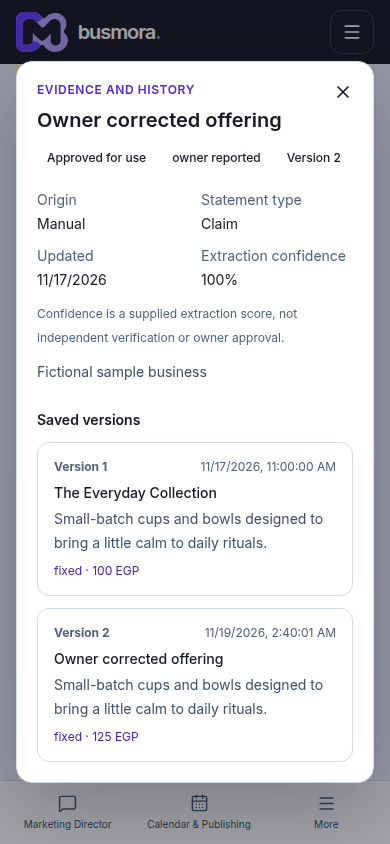 busmora.
EVIDENCE AND HISTORY
Owner corrected offering
Approved for use owner reported Version 2
Origin Statement type
Manual Claim
Updated Extraction confidence
11/17/2026 100%
Confidence is a supplied extraction score, not
independent verification or owner approval.
Fictional sample business
Saved versions
Version 1 11/17/2026, 11:00:00 AM
The Everyday Collection
Small-batch cups and bowls designed to
bring a little calm to daily rituals.
fixed · 100 EGP
Version 2 11/19/2026, 2:40:01 AM
Owner corrected offering
Small-batch cups and bowls designed to
bring a little calm to daily rituals.
fixed · 125 EGP
Marketing Director Calendar & Publishing More